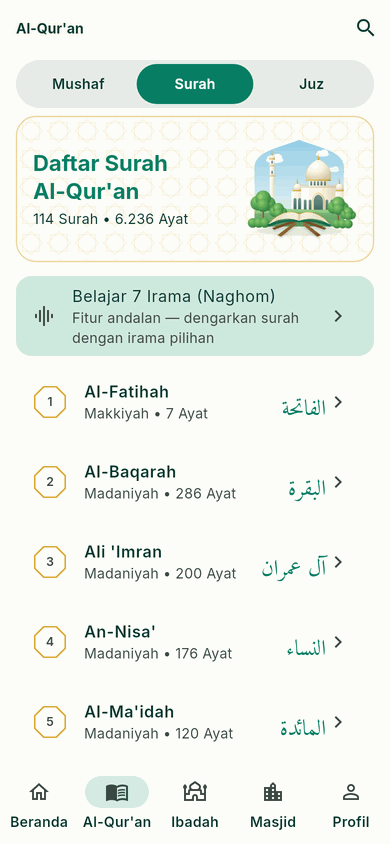 Al-Qur'an
Mushaf
Surah
Juz
Daftar Surah
Al-Qur'an
114 Surah • 6.236 Ayat
Belajar 7 Irama (Naghom)
Fitur andalan — dengarkan surah
dengan irama pilihan
1
Al-Fatihah
Makkiyah • 7 Ayat
الفاتحة
2
Al-Baqarah
Madaniyah • 286 Ayat
البقرة
3
Ali 'Imran
Madaniyah • 200 Ayat
آل عمران
4
An-Nisa'
Madaniyah • 176 Ayat
النساء
5
Al-Ma'idah
Madaniyah • 120 Ayat
المائدة
Beranda
Al-Qur'an
Ibadah
Masjid
Profil